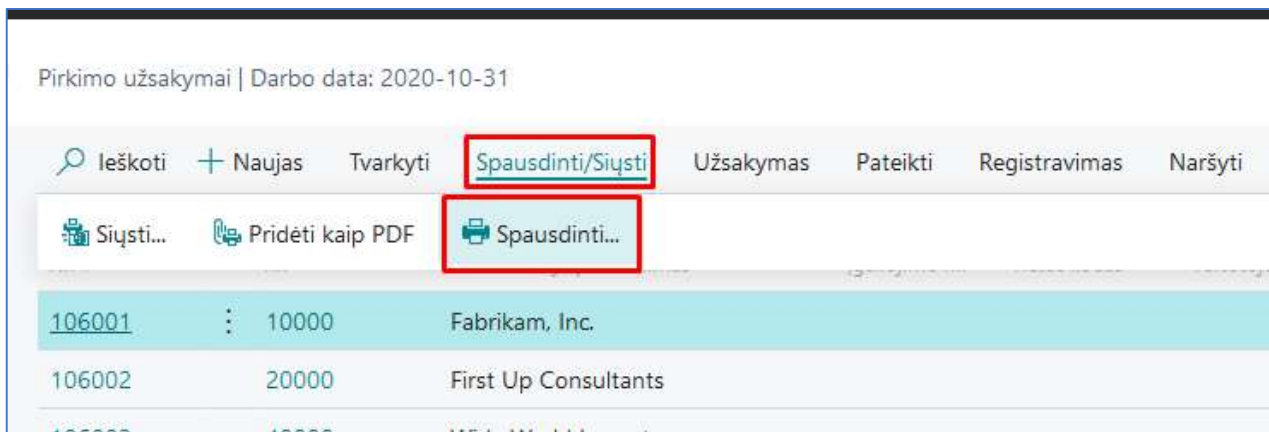 Pirkimo užsakymai | Darbo data: 2020-10-31
Ieškoti Naujas Tvarkyti Spausdinti/Siųsti Užsakymas Pateikti Registravimas Naršyti
Siųsti... Pridėti kaip PDF Spausdinti...
106001 10000 Fabrikam, Inc.
106002 20000 First Up Consultants